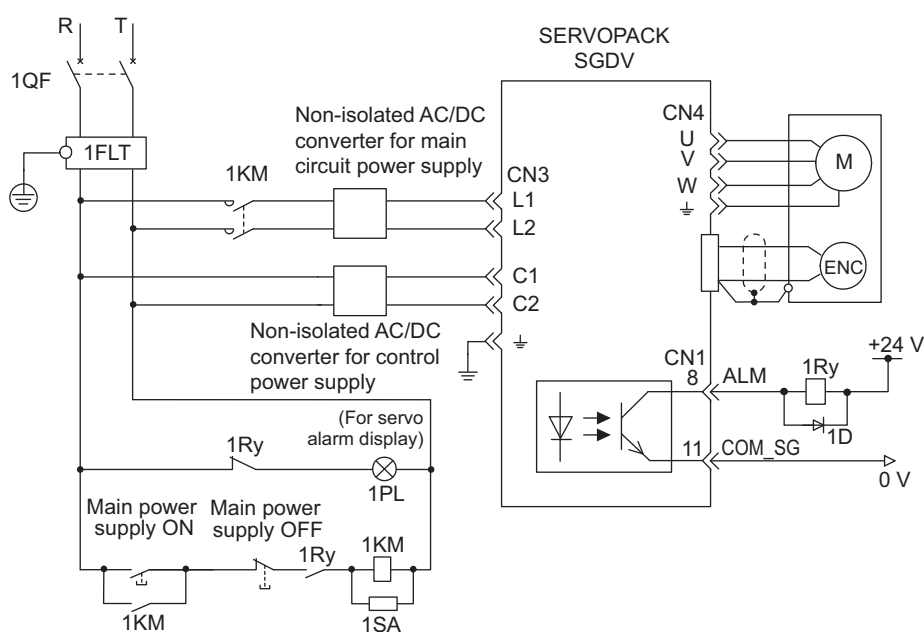 R T
SERVOPACK
SGDV
1QF
Non-isolated AC/DC
converter for main
circuit power supply
CN4
U
V
W
M
1FLT
1KM
CN3
L1
L2
ENC
C1
C2
Non-isolated AC/DC
converter for control
power supply
CN1
+24 V
8
ALM
1Ry
1D
(For servo
alarm display)
1Ry
1PL
11
COM_SG
0 V
Main power
supply ON
Main power
supply OFF
1Ry
1KM
1KM
1SA